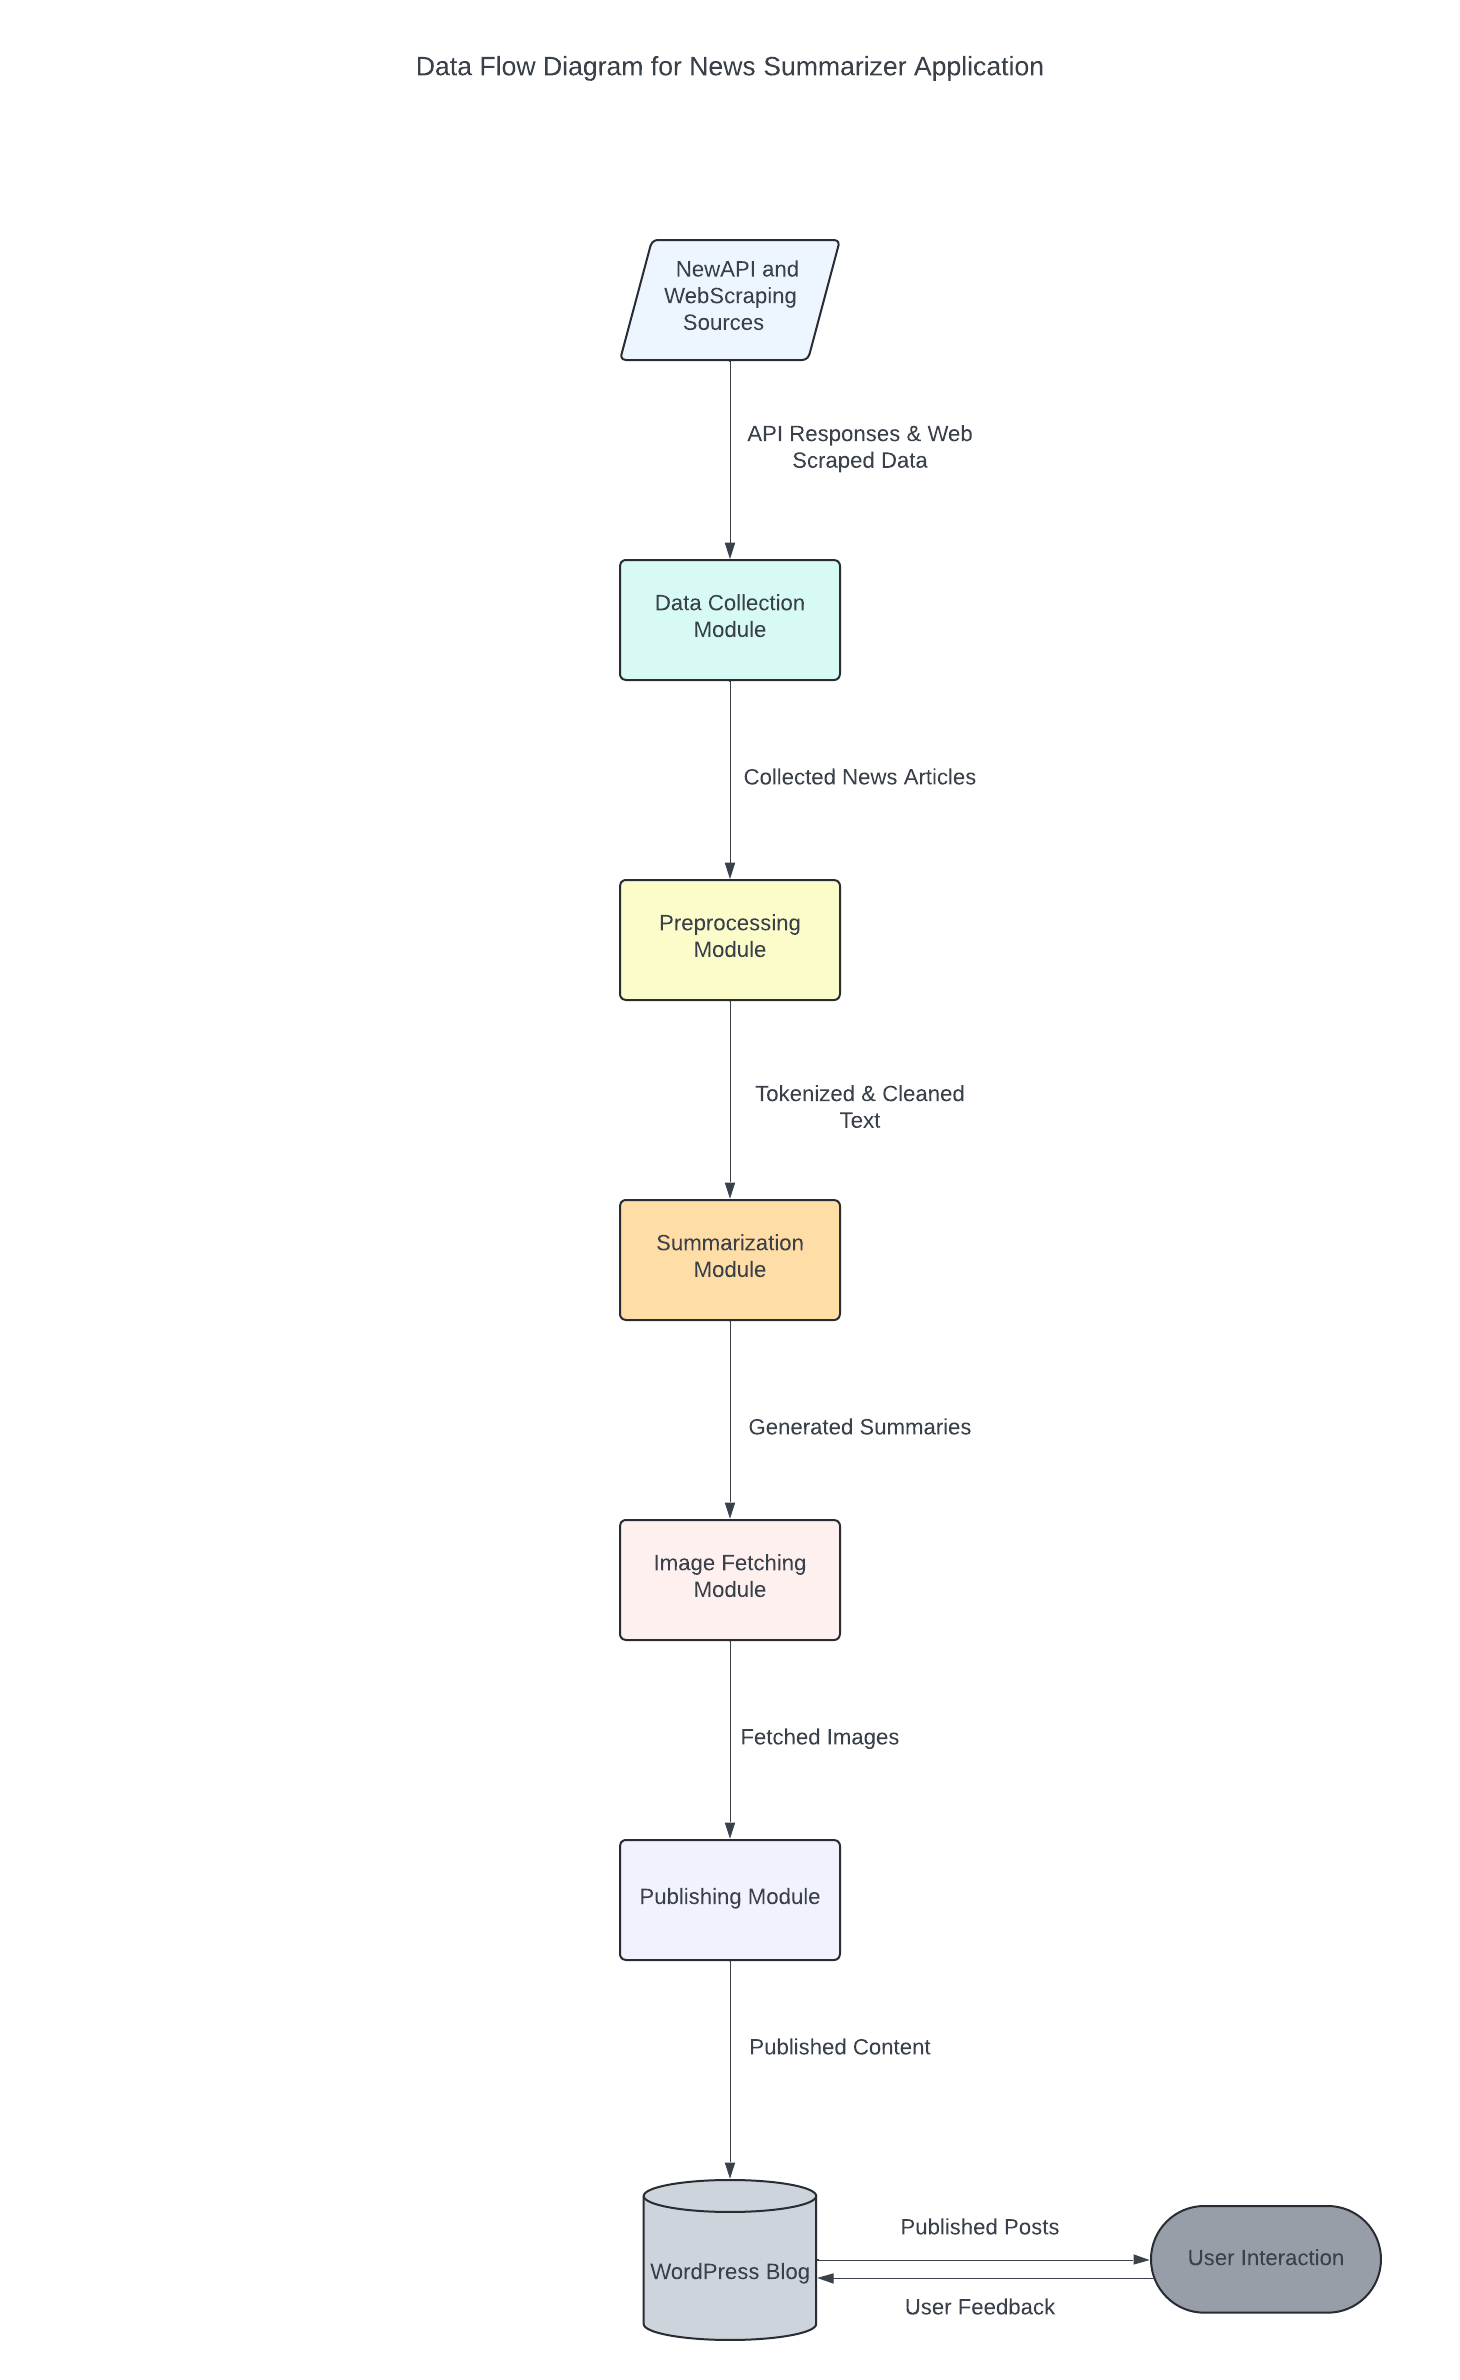 Data Flow Diagram for News Summarizer Application
NewAPI and
WebScraping
Sources
API Responses & Web
Scraped Data
Data Collection
Module
Collected News Articles
Preprocessing
Module
Tokenized & Cleaned
Text
Summarization
Module
Generated Summaries
Image Fetching
Module
Fetched Images
Publishing Module
Published Content
WordPress Blog
Published Posts
User Interaction
User Feedback